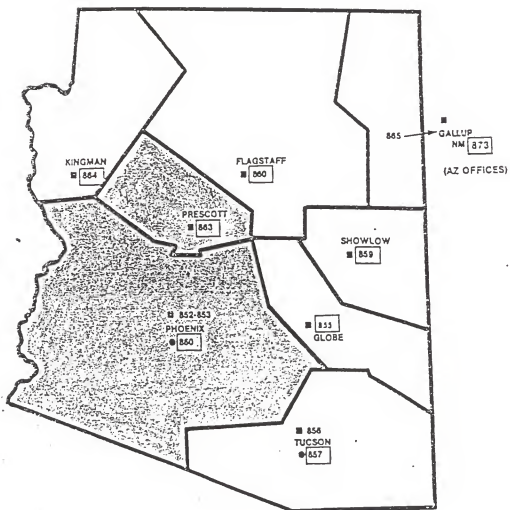 865
GALLUP
NM 873
(AZ OFFICES)
KINGMAN
864
FLAGSTAFF
860
PRESCOTT
863
SHOWLOW
859
852-853
PHOENIX
850
855
GLOBE
856
TUCSON
857